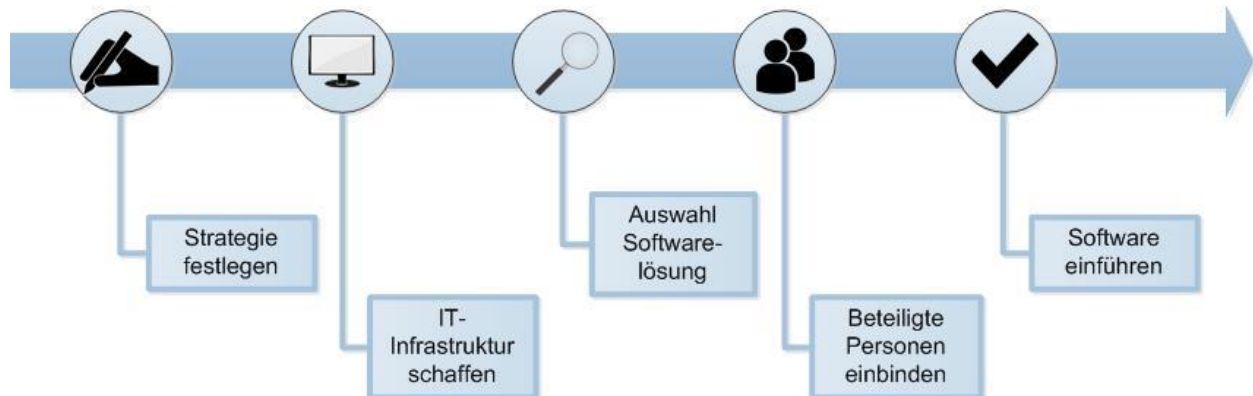 Strategie
festlegen
IT-
Infrastruktur
schaffen
Auswahl
Software-
lösung
Beteiligte
Personen
einbinden
Software
einführen